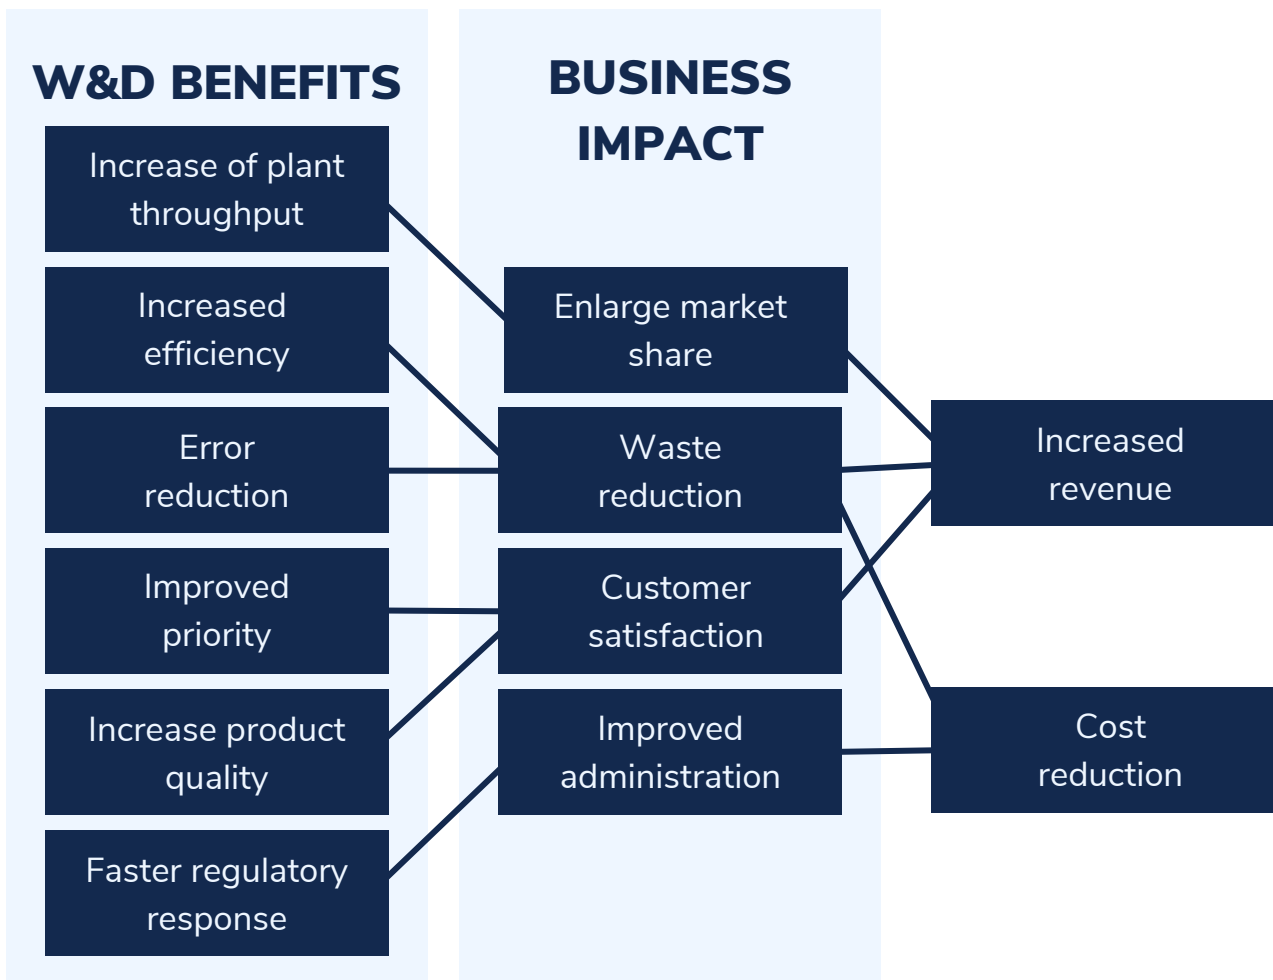 W&D BENEFITS
Increase of plant
throughput
Increased
efficiency
Error
reduction
Improved
priority
Increase product
quality
Faster regulatory
response
BUSINESS
IMPACT
Enlarge market
share
Waste
reduction
Customer
satisfaction
Improved
administration
Increased
revenue
Cost
reduction